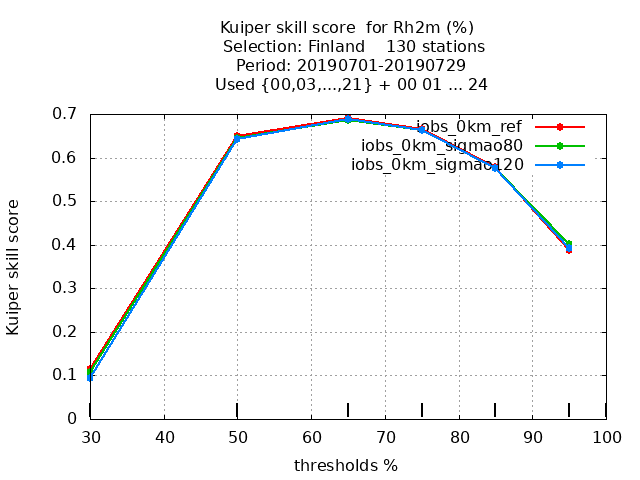 Kuiper skill score  for Rh2m (%)
Selection: Finland    130 stations
Period: 20190701-20190729
Used {00,03,...,21} + 00 01 ... 24
iobs_0km_ref
iobs_0km_sigmao80
iobs_0km_sigmao120
Kuiper skill score
0.7
0.6
0.5
0.4
0.3
0.2
0.1
0
30 40 50 60 70 80 90 100
thresholds %